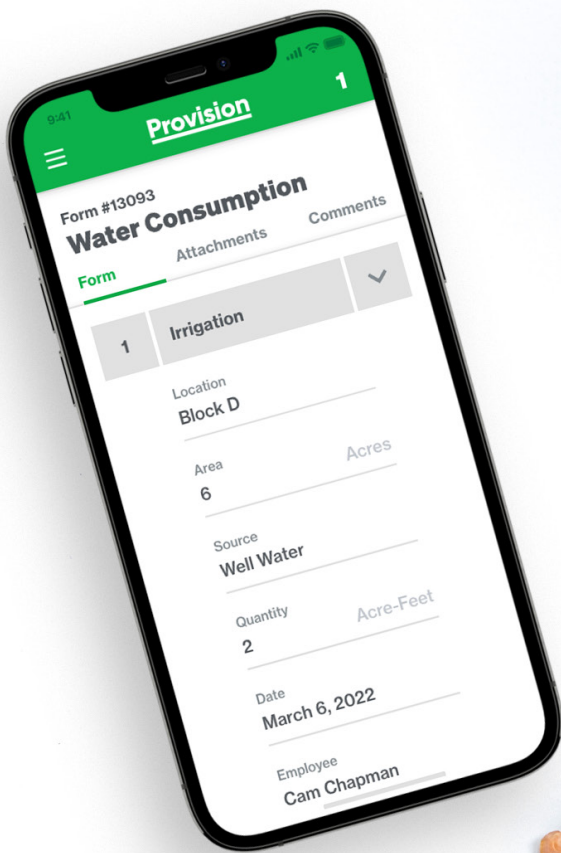 9:41
Provision
1
Form #13093
Water Consumption
Form Attachments Comments
1 Irrigation
Location
Block D
Area
6 Acres
Source
Well Water
Quantity
2 Acre-Feet
Date
March 6, 2022
Employee
Cam Chapman